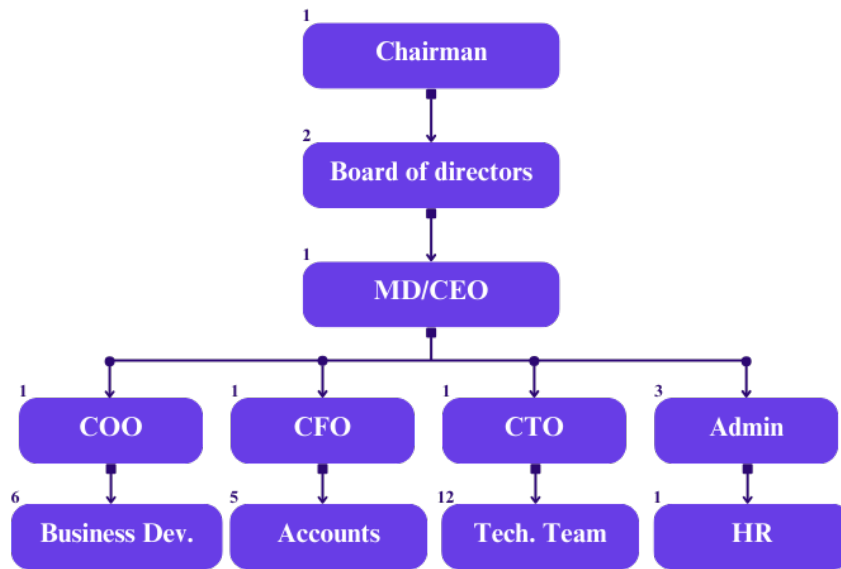 1
Chairman
2
Board of directors
1
MD/CEO
1
COO
1
CFO
1
CTO
3
Admin
6
Business Dev.
5
Accounts
12
Tech. Team
1
HR